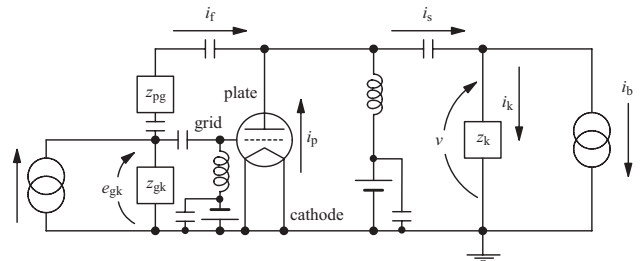 i_f
i_s
z_pg
plate
grid
i_p
i_k
i_b
v
z_k
e_gk
z_gk
cathode